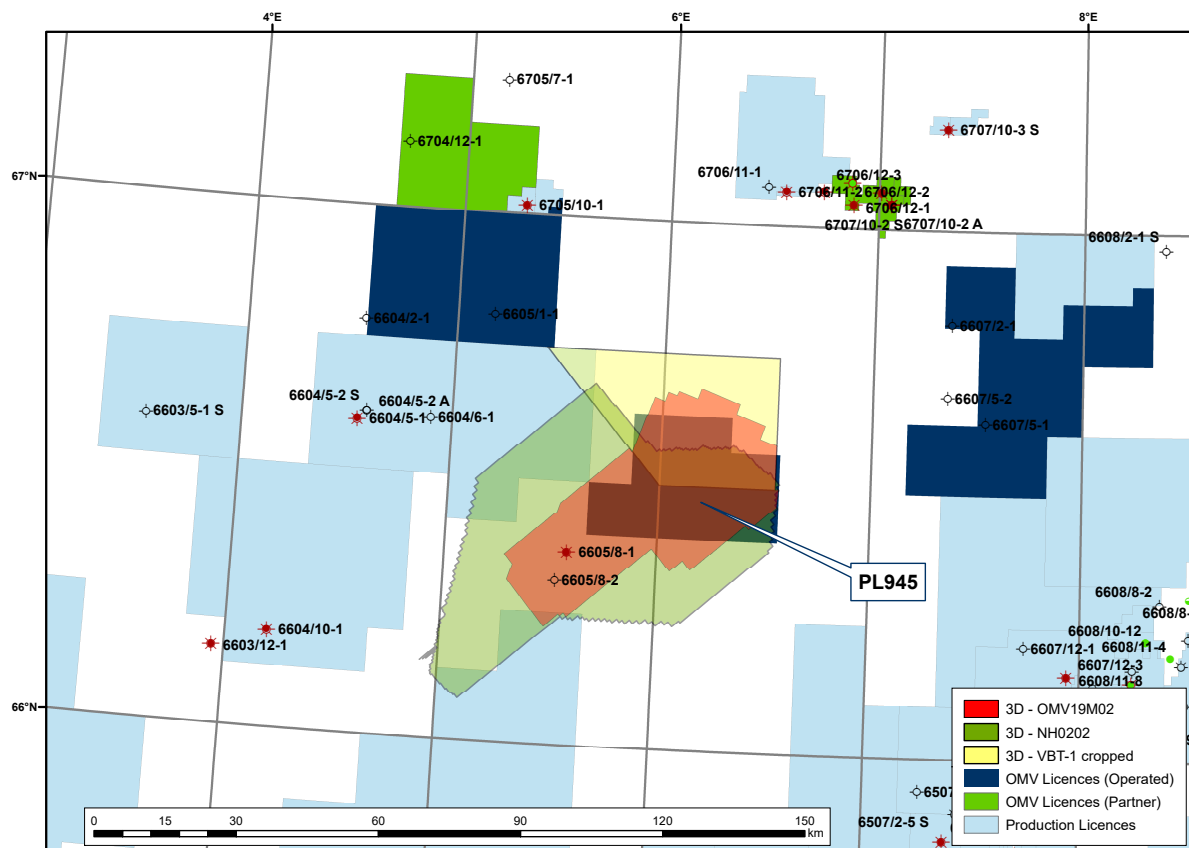 4°E
6°E
8°E
6705/7-1
6704/12-1
6707/10-3 S
67°N
6706/11-1
6706/12-3
6706/11-2
6706/12-2
6705/10-1
6706/12-1
6707/10-2 S
6707/10-2 A
6608/2-1 S
6604/2-1
6605/1-1
6607/2-1
6603/5-1 S
6604/5-2 S
6604/5-2 A
6604/5-1
6604/6-1
6607/5-2
6607/5-1
6605/8-1
6605/8-2
PL945
6608/8-2
6608/8-
6604/10-1
6603/12-1
6608/10-12
6607/12-1
6608/11-4
6607/12-3
6608/11-8
66°N
3D - OMV19M02
3D - NH0202
3D - VBT-1 cropped
OMV Licences (Operated)
OMV Licences (Partner)
Production Licences
6507
6507/2-5 S
0 15 30 60 90 120 150
km